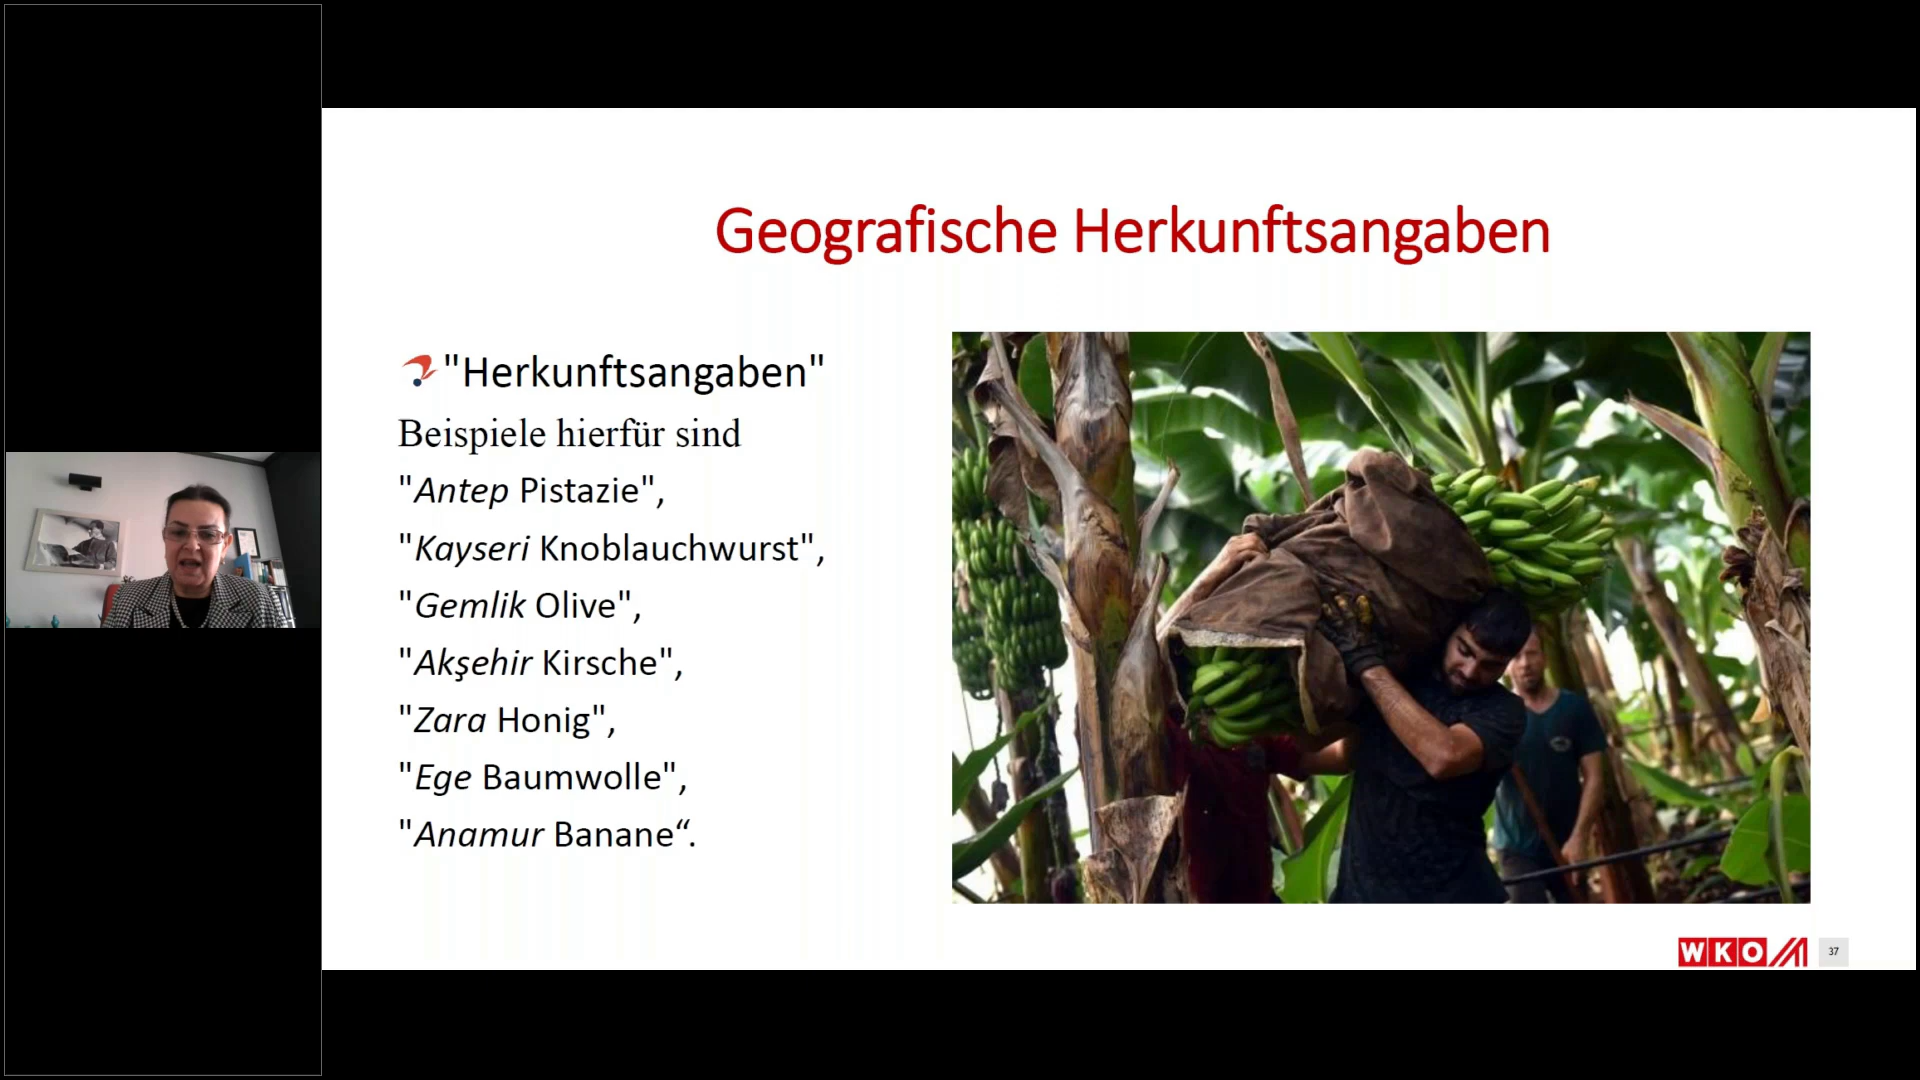 Geografische Herkunftsangaben
"Herkunftsangaben"
Beispiele hierfür sind
"Antep Pistazie",
"Kayseri Knoblauchwurst",
"Gemlik Olive",
"Akşehir Kirsche",
"Zara Honig",
"Ege Baumwolle",
"Anamur Banane“.
WKO
37